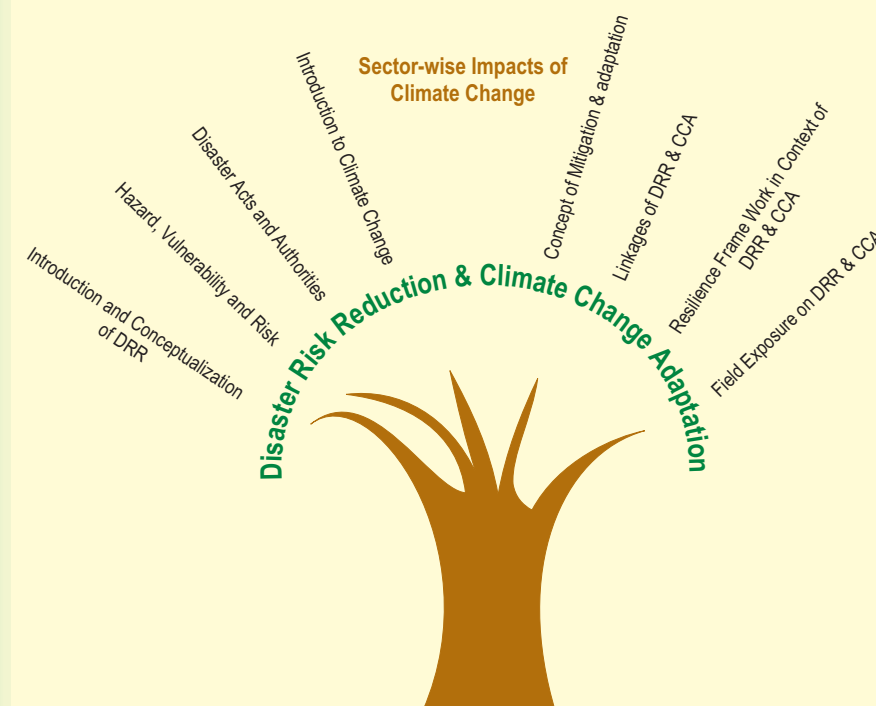 Introduction and Conceptualization
of DRR
Hazard, Vulnerability and Risk
Disaster Acts and Authorities
Introduction to Climate Change
Sector-wise Impacts of
Climate Change
Concept of Mitigation & adaptation
Linkages of DRR & CCA
Resilience Frame Work in Context of
DRR & CCA
Field Exposure on DRR & CCA
Disaster Risk Reduction & Climate Change Adaptation